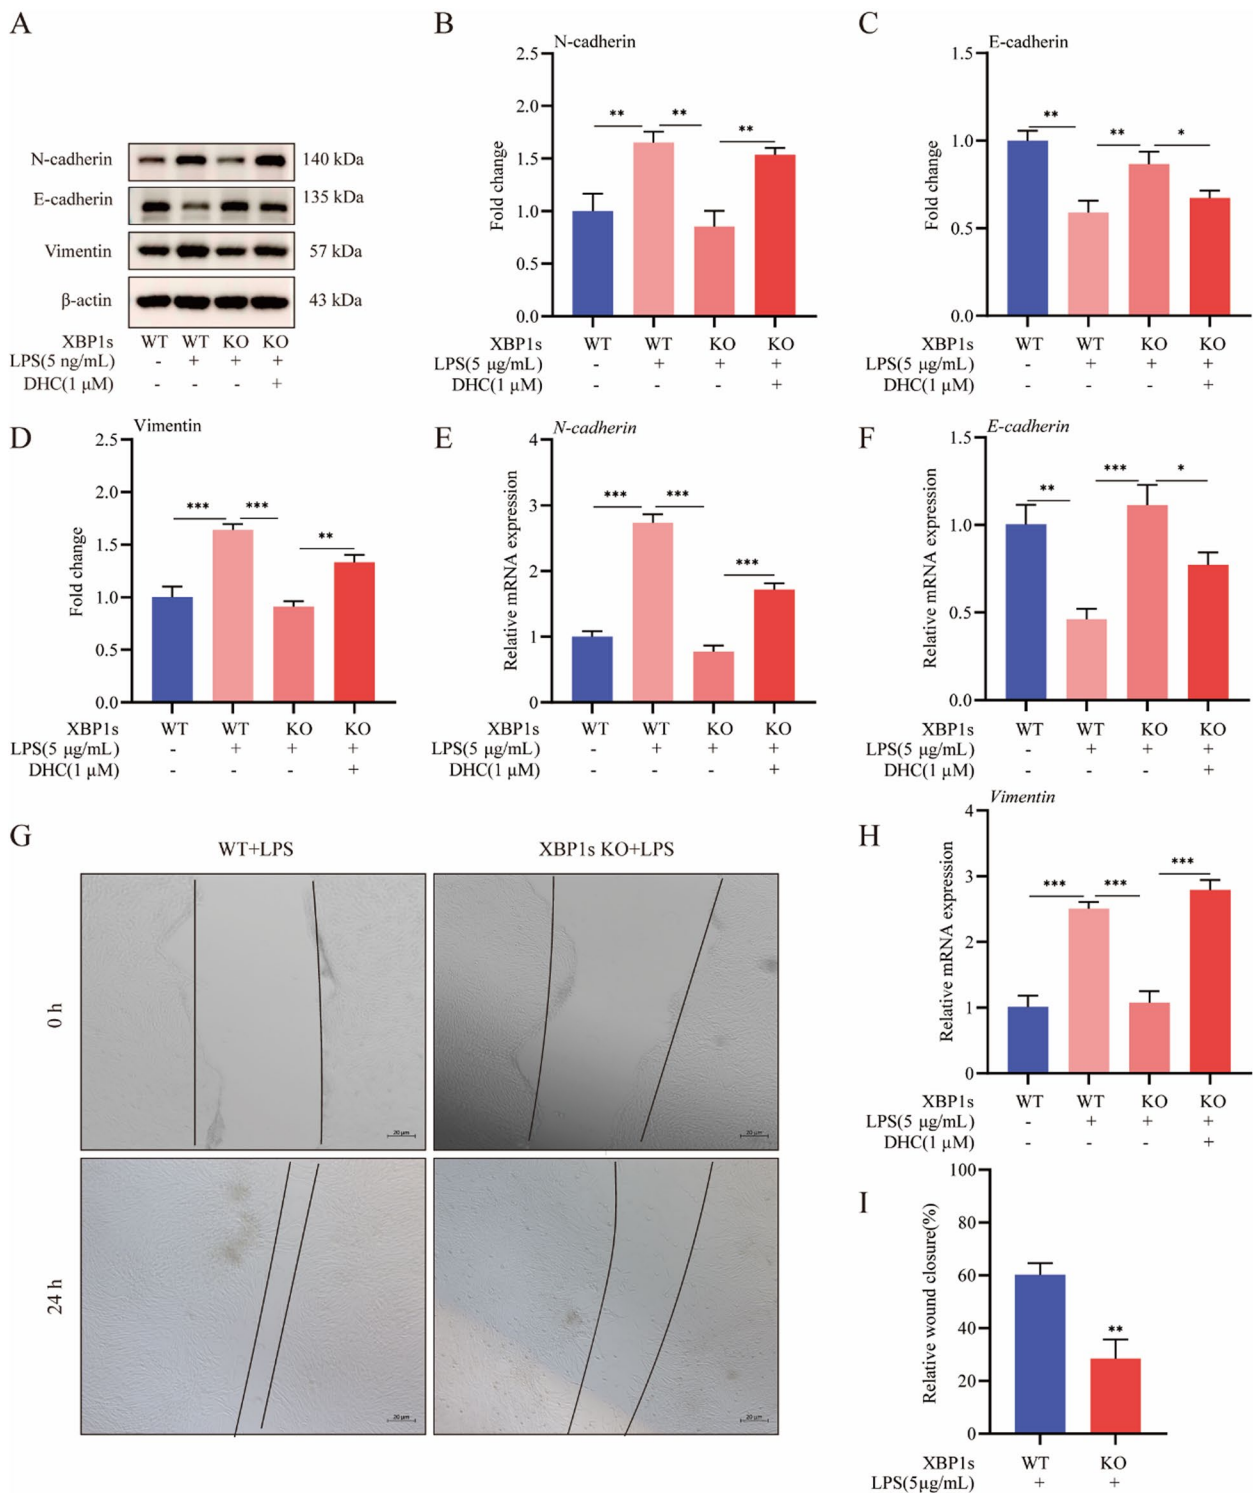 A
N-cadherin 140 kDa
E-cadherin 135 kDa
Vimentin 57 kDa
β-actin 43 kDa
XBP1s WT WT KO KO
LPS(5 ng/mL) - + + +
DHC(1 μM) - - - +
B
N-cadherin
Fold change
2.5
2.0
1.5
1.0
0.5
0.0
** ** **
XBP1s WT WT KO KO
LPS(5 μg/mL) - + + +
DHC(1 μM) - - - +
C
E-cadherin
Fold change
1.5
1.0
0.5
0.0
** ** *
XBP1s WT WT KO KO
LPS(5 μg/mL) - + + +
DHC(1 μM) - - - +
D
Vimentin
Fold change
2.5
2.0
1.5
1.0
0.5
0.0
*** *** **
XBP1s WT WT KO KO
LPS(5 μg/mL) - + + +
DHC(1 μM) - - - +
E
N-cadherin
Relative mRNA expression
4
3
2
1
0
*** *** ***
XBP1s WT WT KO KO
LPS(5 μg/mL) - + + +
DHC(1 μM) - - - +
F
E-cadherin
Relative mRNA expression
1.5
1.0
0.5
0.0
** *** *
XBP1s WT WT KO KO
LPS(5 μg/mL) - + + +
DHC(1 μM) - - - +
G
WT+LPS XBP1s KO+LPS
0 h
20 μm 20 μm
24 h
20 μm 20 μm
H
Vimentin
Relative mRNA expression
4
3
2
1
0
*** *** ***
XBP1s WT WT KO KO
LPS(5 μg/mL) - + + +
DHC(1 μM) - - - +
I
Relative wound closure(%)
100
80
60
40
20
0
**
XBP1s WT KO
LPS(5μg/mL) + +